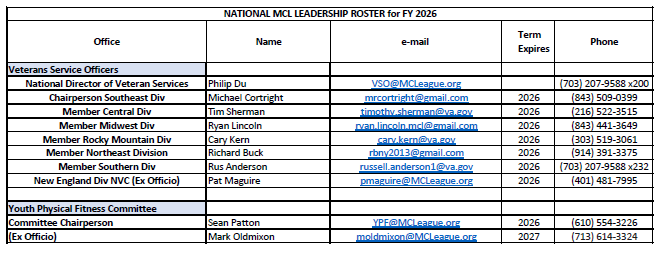 NATIONAL MCL LEADERSHIP ROSTER for FY 2026
Office Name e-mail Term Expires Phone
Veterans Service Officers
National Director of Veteran Services Philip Du VSO@MCLeague.org (703) 207-9588 x200
Chairperson Southeast Div Michael Cortright mrcortright@gmail.com 2026 (843) 509-0399
Member Central Div Tim Sherman timothy.sherman@va.gov 2026 (216) 522-3515
Member Midwest Div Ryan Lincoln ryan.lincoln.mcl@gmail.com 2026 (843) 441-3649
Member Rocky Mountain Div Cary Kern cary.kern@va.gov 2026 (303) 519-3061
Member Northeast Division Richard Buck rbny2013@gmail.com 2026 (914) 391-3375
Member Southern Div Rus Anderson russell.anderson1@va.gov 2026 (703) 207-9588 x232
New England Div NVC (Ex Officio) Pat Maguire pmaguire@MCLeague.org 2026 (401) 481-7995
Youth Physical Fitness Committee
Committee Chairperson Sean Patton YPF@MCLeague.org 2026 (610) 554-3226
(Ex Officio) Mark Oldmixon moldmixon@MCLeague.org 2027 (713) 614-3324